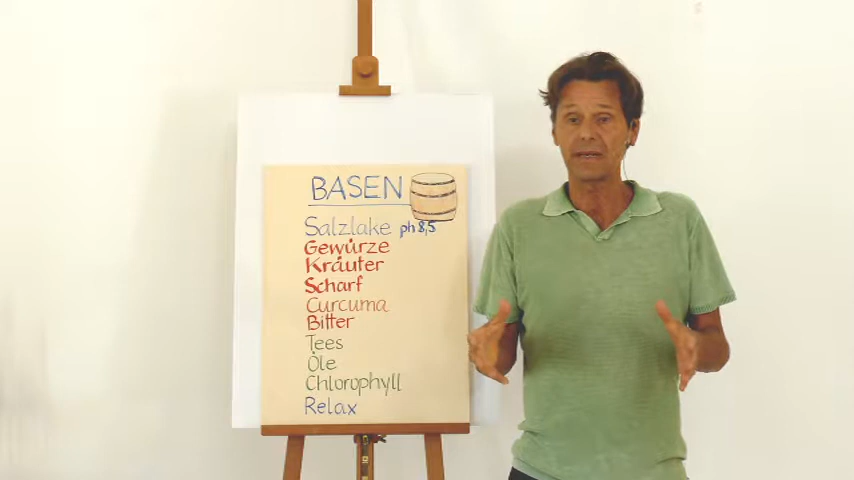 BASEN
Salzlake ph 8,5
Gewürze
Kräuter
Scharf
Curcuma
Bitter
Tees
Öle
Chlorophyll
Relax